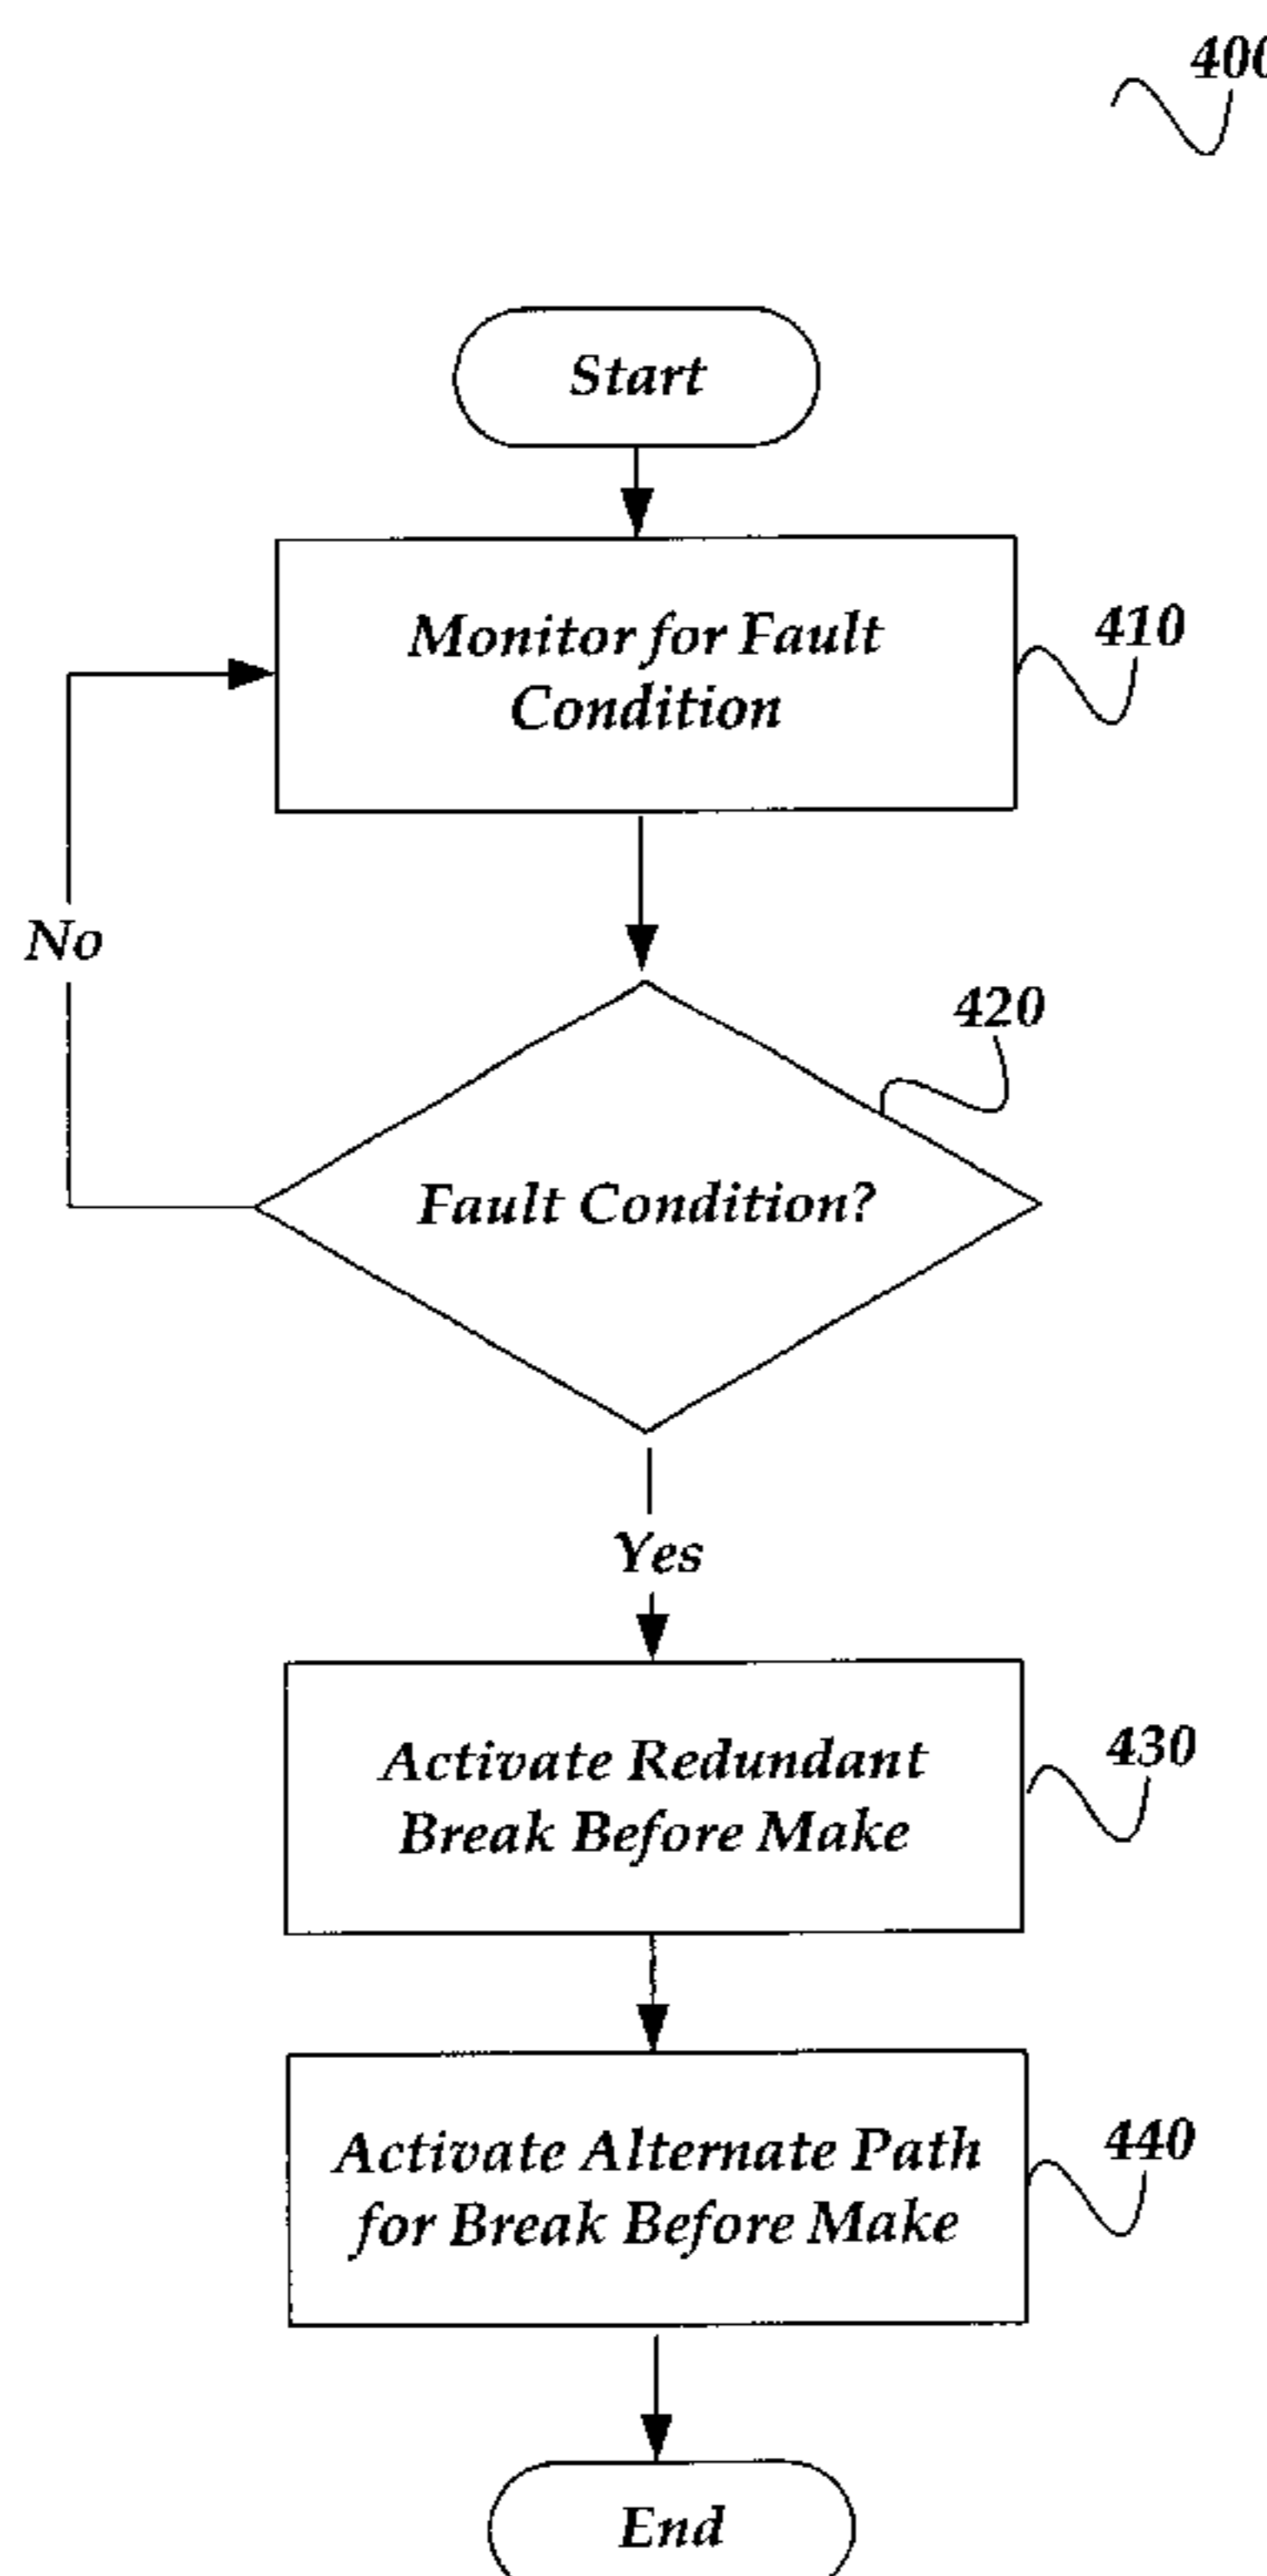 400
Start
Monitor for Fault
Condition
410
No
420
Fault Condition?
Yes
Activate Redundant
Break Before Make
430
Activate Alternate Path
for Break Before Make
440
End